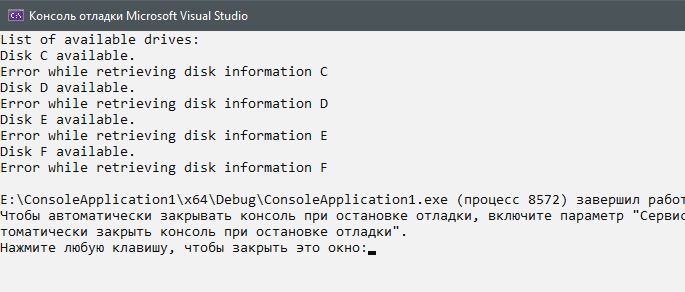 Консоль отладки Microsoft Visual Studio
List of available drives:
Disk C available.
Error while retrieving disk information C
Disk D available.
Error while retrieving disk information D
Disk E available.
Error while retrieving disk information E
Disk F available.
Error while retrieving disk information F
E:\ConsoleApplication1\x64\Debug\ConsoleApplication1.exe (процесс 8572) завершил работ
Чтобы автоматически закрывать консоль при остановке отладки, включите параметр "Сервис
томатически закрыть консоль при остановке отладки".
Нажмите любую клавишу, чтобы закрыть это окно: